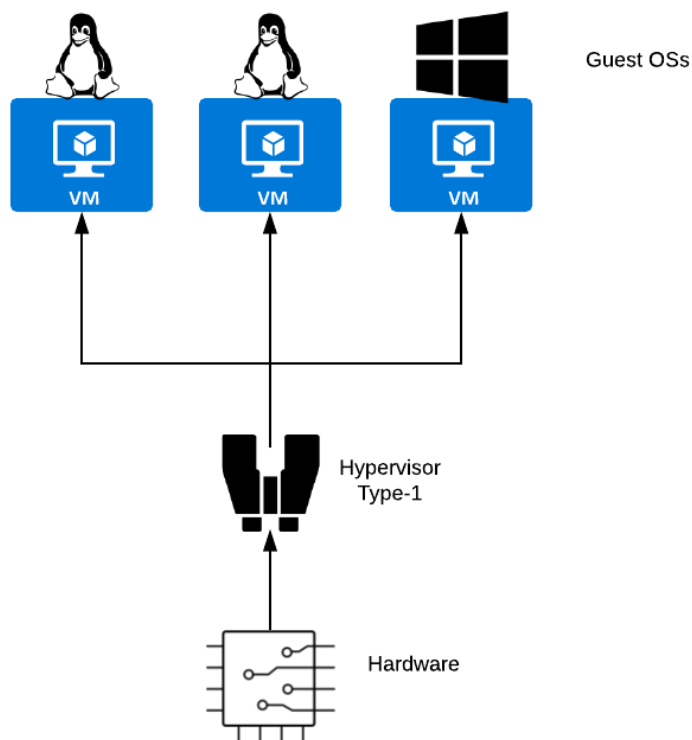 Guest OSs
VM
VM
VM
Hypervisor
Type-1
Hardware